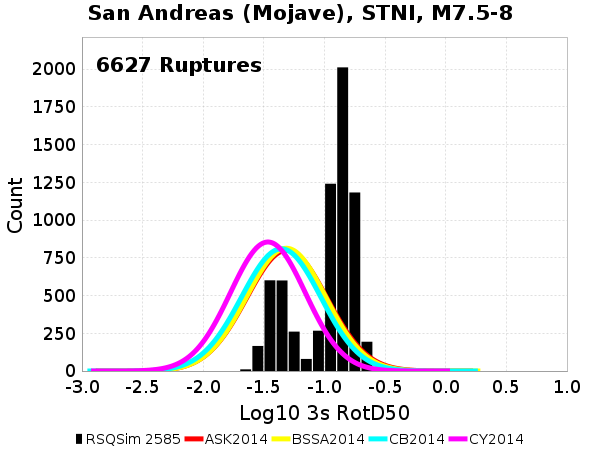 San Andreas (Mojave), STNI, M7.5-8
6627 Ruptures
Count
2000
1750
1500
1250
1000
750
500
250
0
-3.0 -2.5 -2.0 -1.5 -1.0 -0.5 0.0 0.5 1.0
Log10 3s RotD50
RSQSim 2585 ASK2014 BSSA2014 CB2014 CY2014